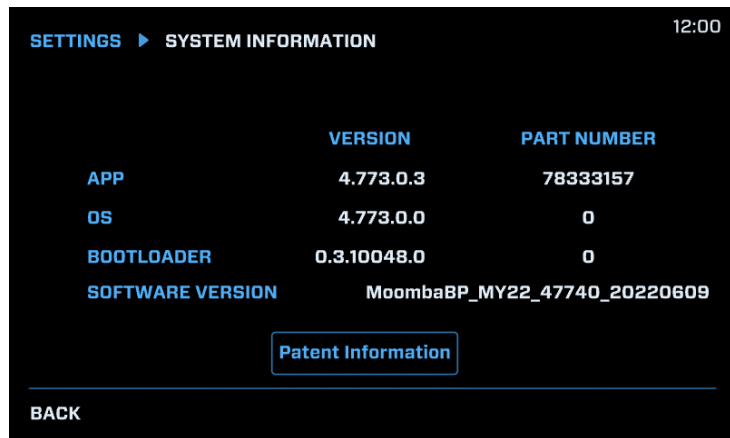 12:00
SETTINGS ▶ SYSTEM INFORMATION
VERSION PART NUMBER
APP 4.773.0.3 78333157
OS 4.773.0.0 0
BOOTLOADER 0.3.10048.0 0
SOFTWARE VERSION MoombaBP_MY22_47740_20220609
Patent Information
BACK